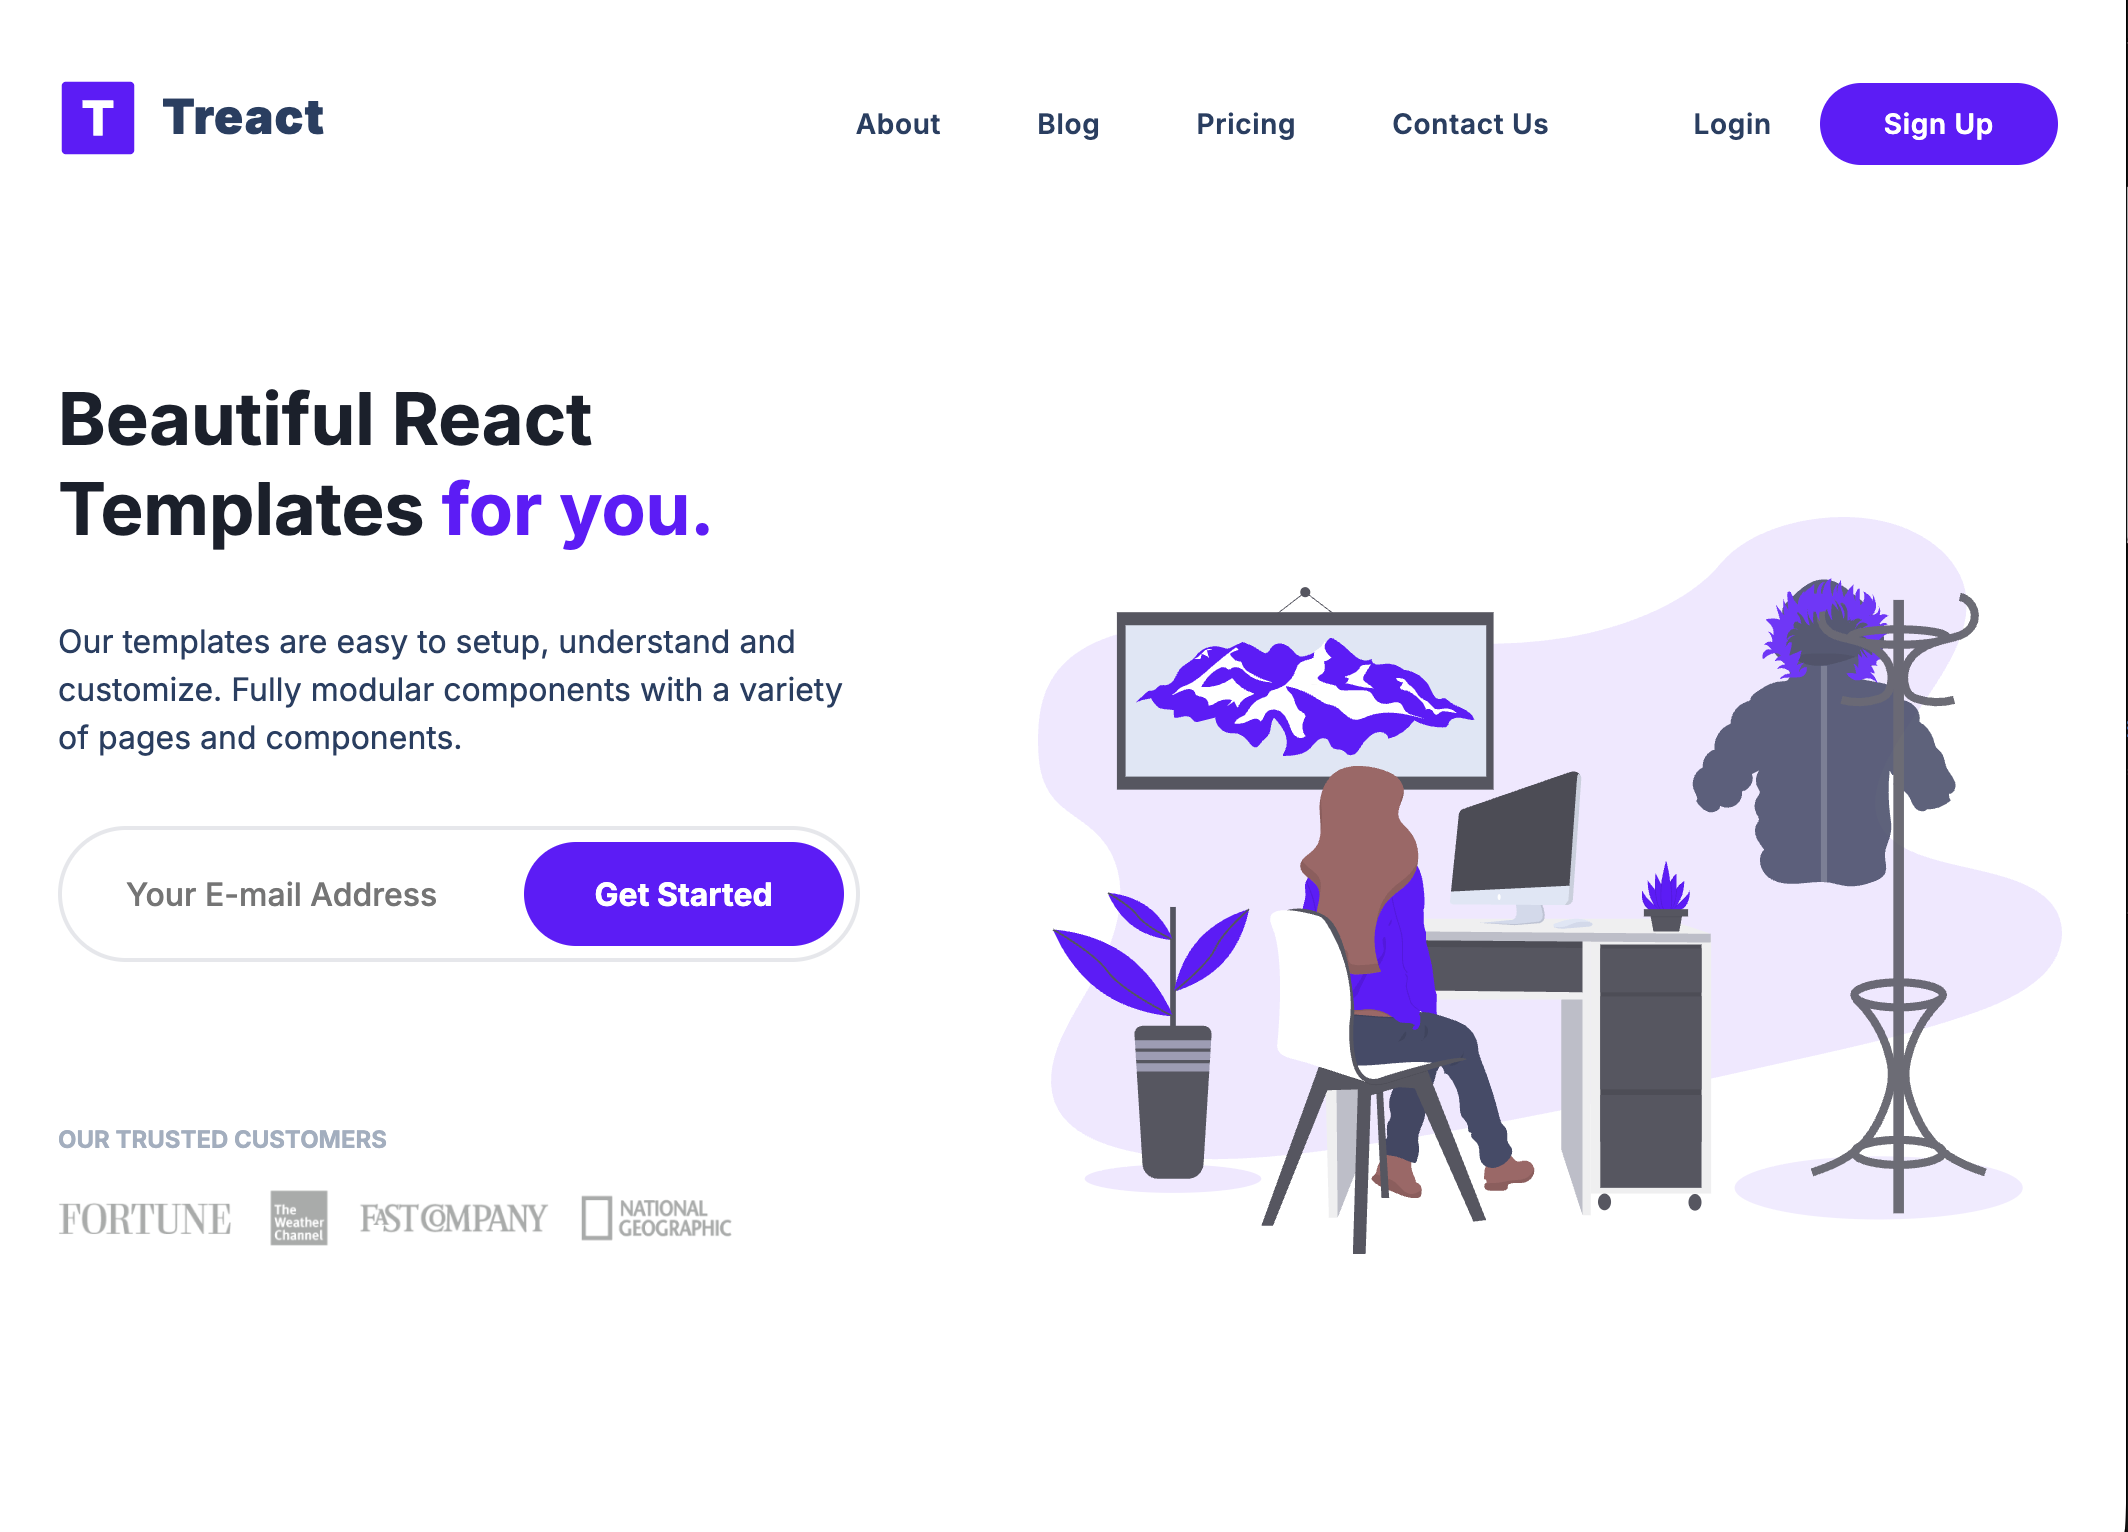 T
Treact
About
Blog
Pricing
Contact Us
Login
Sign Up
Beautiful React
Templates for you.
Our templates are easy to setup, understand and
customize. Fully modular components with a variety
of pages and components.
Your E-mail Address
Get Started
OUR TRUSTED CUSTOMERS
FORTUNE
The
Weather
Channel
FAST COMPANY
NATIONAL
GEOGRAPHIC